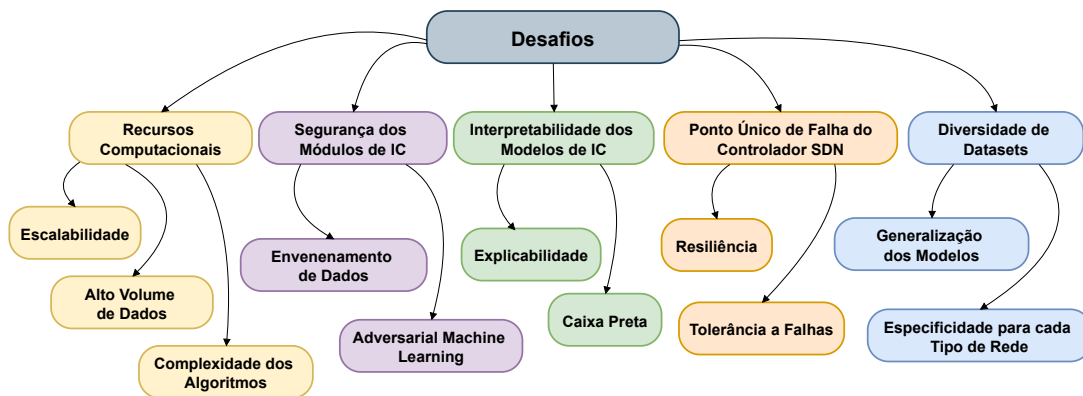 Desafios
Recursos
Computacionais
Segurança dos
Módulos de IC
Interpretabilidade dos
Modelos de IC
Ponto Único de Falha do
Controlador SDN
Diversidade de
Datasets
Escalabilidade
Alto Volume
de Dados
Complexidade dos
Algoritmos
Envenenamento
de Dados
Adversarial Machine
Learning
Explicabilidade
Caixa Preta
Resiliência
Tolerância a Falhas
Generalização
dos Modelos
Especificidade para cada
Tipo de Rede